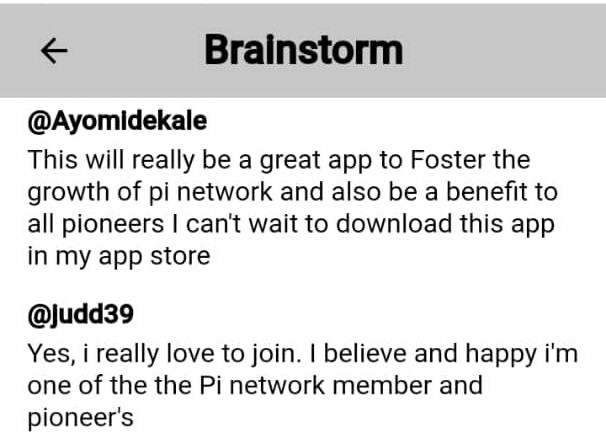 Brainstorm
@Ayomidekale
This will really be a great app to Foster the
growth of pi network and also be a benefit to
all pioneers I can't wait to download this app
in my app store
@judd39
Yes, i really love to join. I believe and happy i'm
one of the the Pi network member and
pioneer's